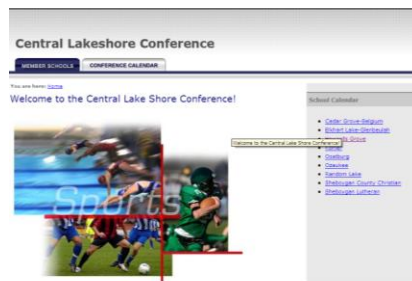 Central Lakeshore Conference
MEMBER SCHOOLS
CONFERENCE CALENDAR
You are here: Home
Welcome to the Central Lake Shore Conference!
School Calendar
Cedar Grove-Belgium
Elkhart Lake-Glenbeulah
Grove
Welcome to the Central Lake Shore Conference!
Oostburg
Ozaukee
Random Lake
Sheboygan County Christian
Sheboygan Lutheran
Sports